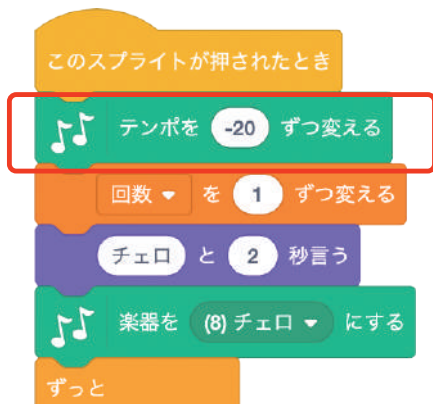 このスプライトが押されたとき
テンポを -20 ずつ変える
回数 を 1 ずつ変える
チェロ と 2 秒言う
楽器を (8) チェロ にする
ずっと